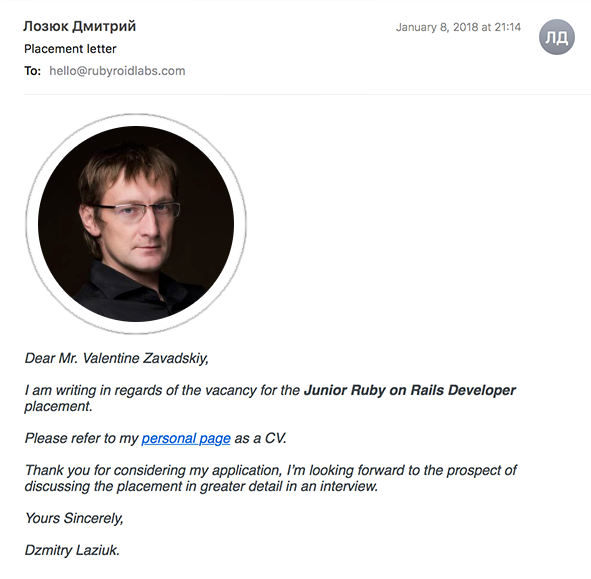 Лозюк Дмитрий
January 8, 2018 at 21:14
ЛД
Placement letter
To: hello@rubyroidlabs.com
Dear Mr. Valentine Zavadskiy,
I am writing in regards of the vacancy for the Junior Ruby on Rails Developer
placement.
Please refer to my personal page as a CV.
Thank you for considering my application, I'm looking forward to the prospect of
discussing the placement in greater detail in an interview.
Yours Sincerely,
Dzmitry Laziuk.